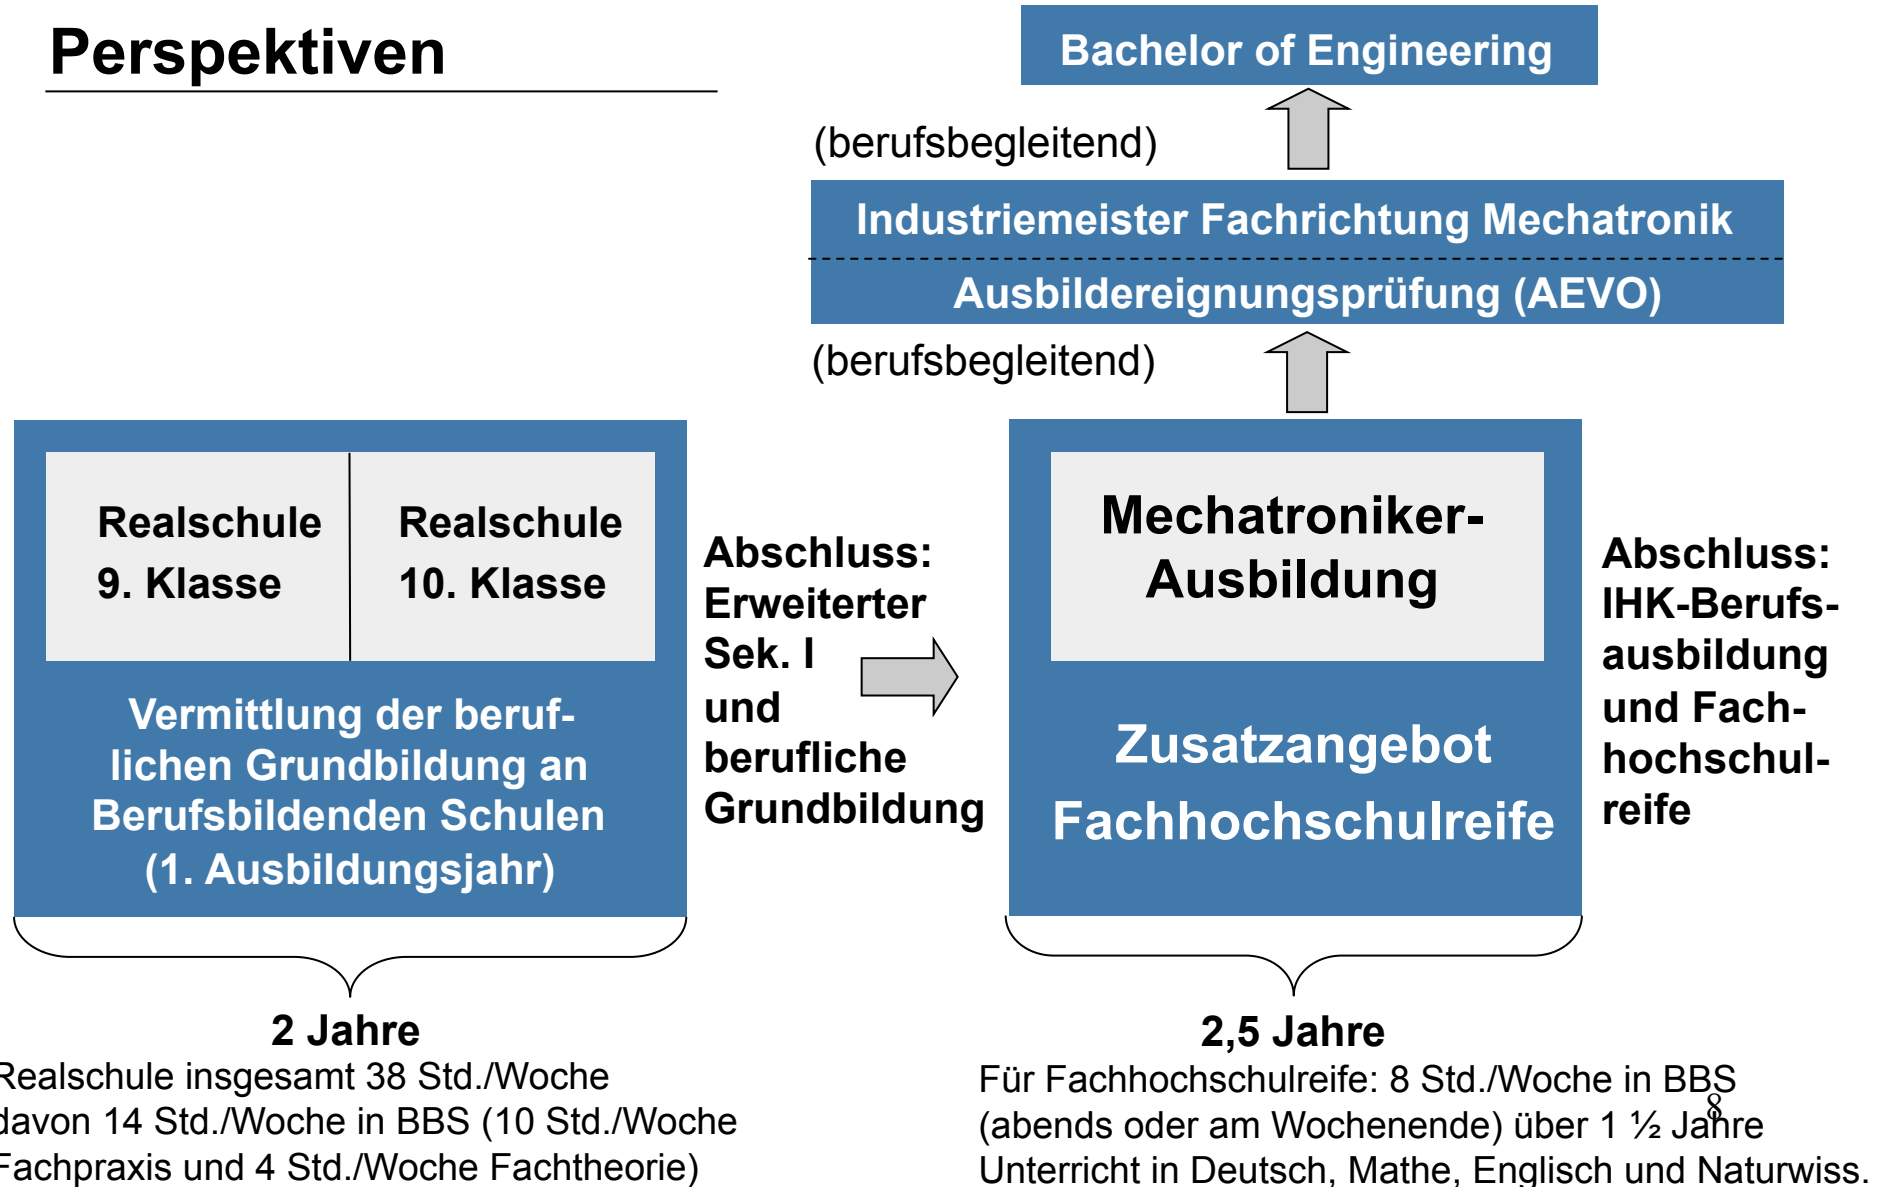 Perspektiven
Bachelor of Engineering
(berufsbegleitend)
Industriemeister Fachrichtung Mechatronik
Ausbildereignungsprüfung (AEVO)
(berufsbegleitend)
Realschule
9. Klasse
Realschule
10. Klasse
Vermittlung der beruf-
lichen Grundbildung an
Berufsbildenden Schulen
(1. Ausbildungsjahr)
Abschluss:
Erweiterter
Sek. I
und
berufliche
Grundbildung
Mechatroniker-
Ausbildung
Zusatzangebot
Fachhochschulreife
Abschluss:
IHK-Berufs-
ausbildung
und Fach-
hochschul-
reife
2 Jahre
Realschule insgesamt 38 Std./Woche
davon 14 Std./Woche in BBS (10 Std./Woche
Fachpraxis und 4 Std./Woche Fachtheorie)
2,5 Jahre
Für Fachhochschulreife: 8 Std./Woche in BBS
(abends oder am Wochenende) über 1 ½ Jahre
Unterricht in Deutsch, Mathe, Englisch und Naturwiss.
8